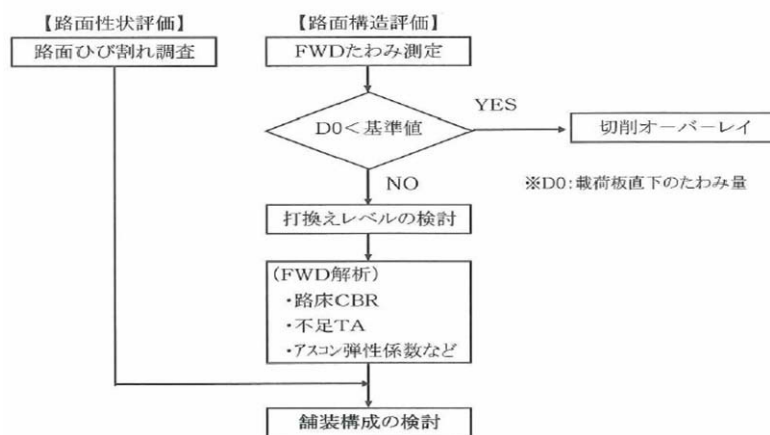 【路面性状評価】
路面ひび割れ調査
【路面構造評価】
FWDたわみ測定
D0＜基準値
YES
切削オーバーレイ
※D0：載荷板直下のたわみ量
NO
打換えレベルの検討
(FWD解析)
・路床CBR
・不足TA
・アスコン弾性係数など
舗装構成の検討